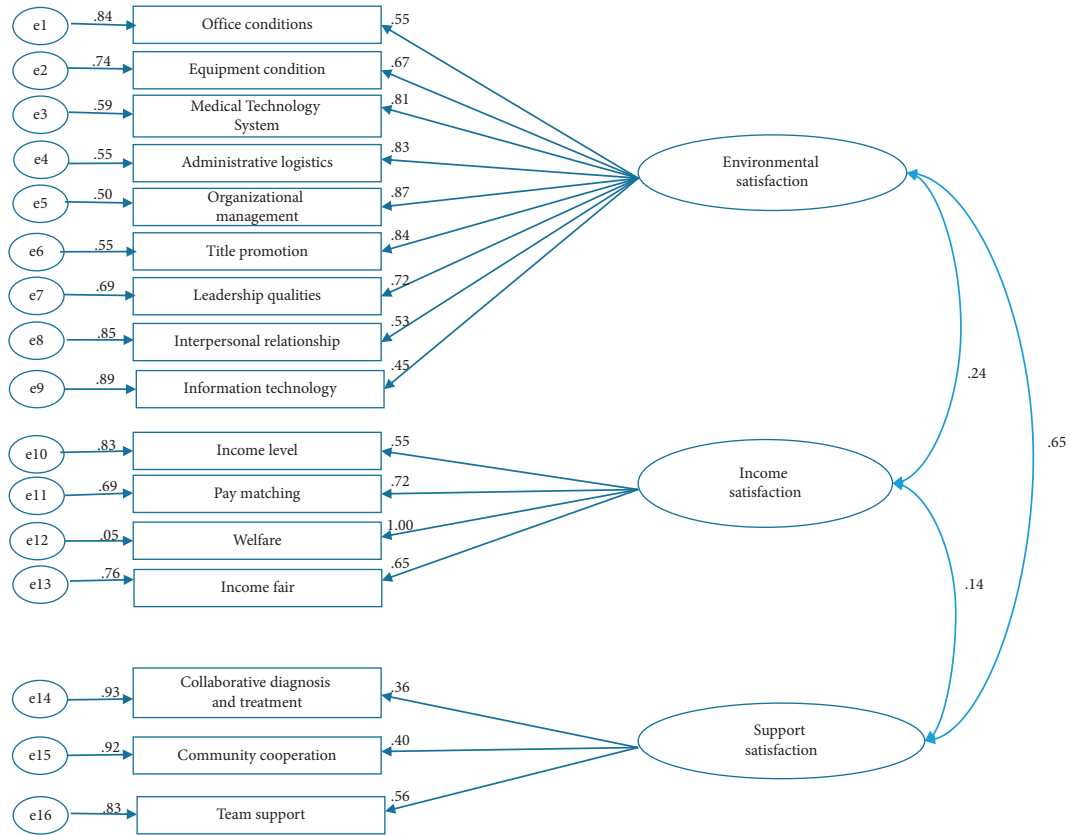 e1 .84 Office conditions .55
e2 .74 Equipment condition .67
e3 .59 Medical Technology
System .81
e4 .55 Administrative logistics .83
e5 .50 Organizational
management .87
e6 .55 Title promotion .84
e7 .69 Leadership qualities .72
e8 .85 Interpersonal relationship .53
e9 .89 Information technology .45
Environmental
satisfaction
.24
.65
e10 .83 Income level .55
e11 .69 Pay matching .72
e12 .05 Welfare 1.00
e13 .76 Income fair .65
Income
satisfaction
.14
e14 .93 Collaborative diagnosis
and treatment .36
e15 .92 Community cooperation .40
e16 .83 Team support .56
Support
satisfaction